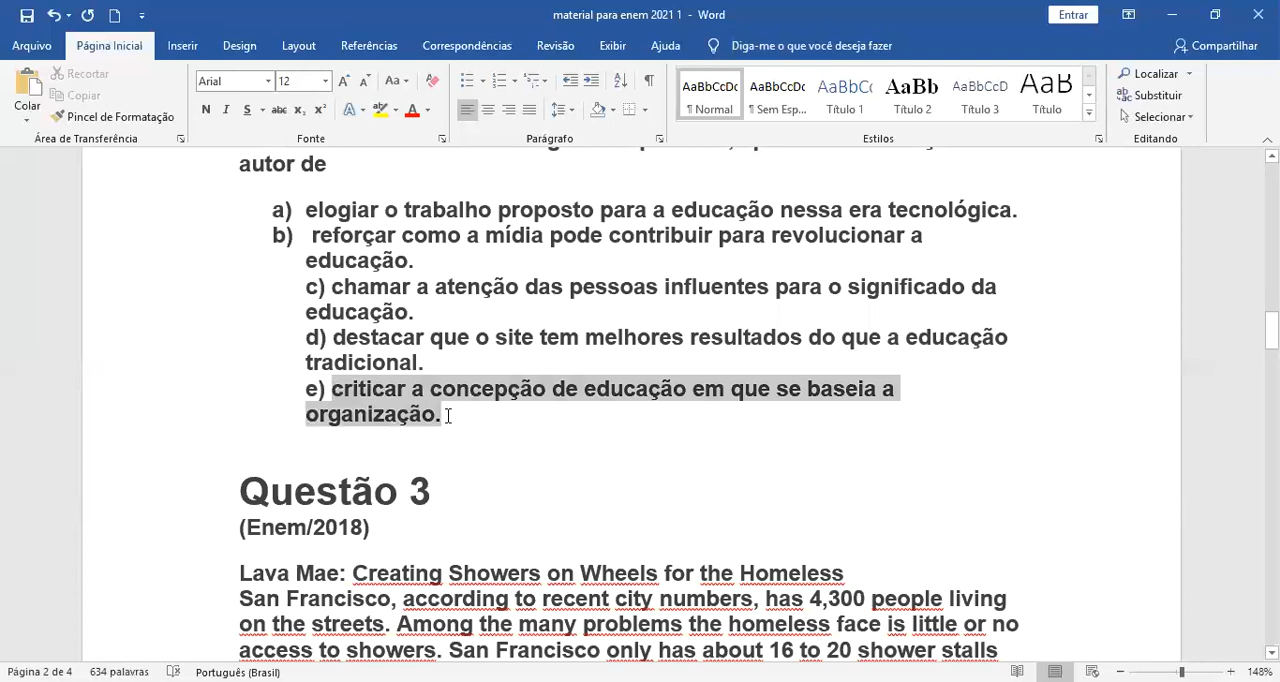 material para enem 2021 1 - Word
Entrar
Arquivo Página Inicial Inserir Design Layout Referências Correspondências Revisão Exibir Ajuda Diga-me o que você deseja fazer Compartilhar
Colar
Recortar
Copiar
Pincel de Formatação
Área de Transferência
Arial 12
Fonte
Parágrafo
AaBbCcDc AaBbCcDc AaBbCc AaBb AaBbCcD AaB
¶ Normal ¶ Sem Esp... Título 1 Título 2 Título 3 Título
Estilos
Localizar
Substituir
Selecionar
Editando
autor de
a) elogiar o trabalho proposto para a educação nessa era tecnológica.
b) reforçar como a mídia pode contribuir para revolucionar a
educação.
c) chamar a atenção das pessoas influentes para o significado da
educação.
d) destacar que o site tem melhores resultados do que a educação
tradicional.
e) criticar a concepção de educação em que se baseia a
organização.
Questão 3
(Enem/2018)
Lava Mae: Creating Showers on Wheels for the Homeless
San Francisco, according to recent city numbers, has 4,300 people living
on the streets. Among the many problems the homeless face is little or no
access to showers. San Francisco only has about 16 to 20 shower stalls
Página 2 de 4 634 palavras Português (Brasil) 148%